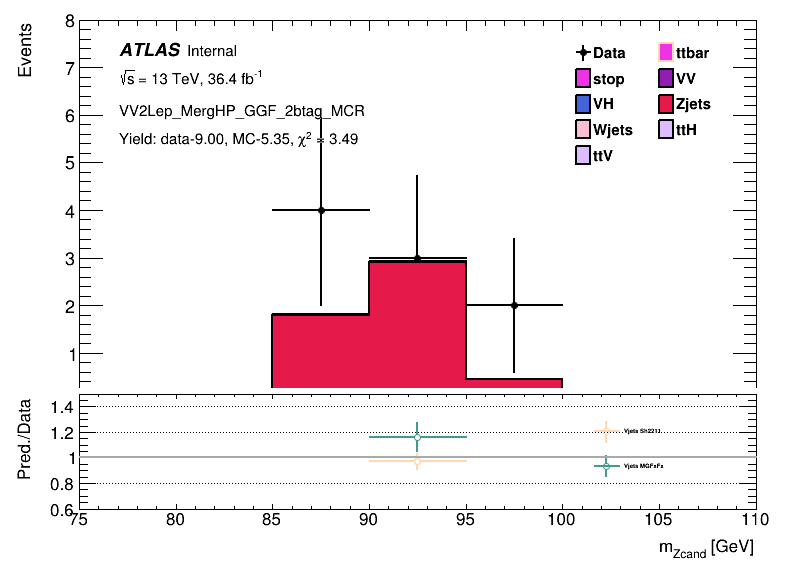 Events
8
7
6
5
4
3
2
1
ATLAS Internal
√s = 13 TeV, 36.4 fb⁻¹
VV2Lep_MergHP_GGF_2btag_MCR
Yield: data-9.00, MC-5.35, χ² = 3.49
Data
ttbar
stop
VV
VH
Zjets
Wjets
ttH
ttV
Pred./Data
1.4
1.2
1
0.8
0.6
Vjets Sh2211
Vjets MGFxFx
75 80 85 90 95 100 105 110
m_Zcand [GeV]